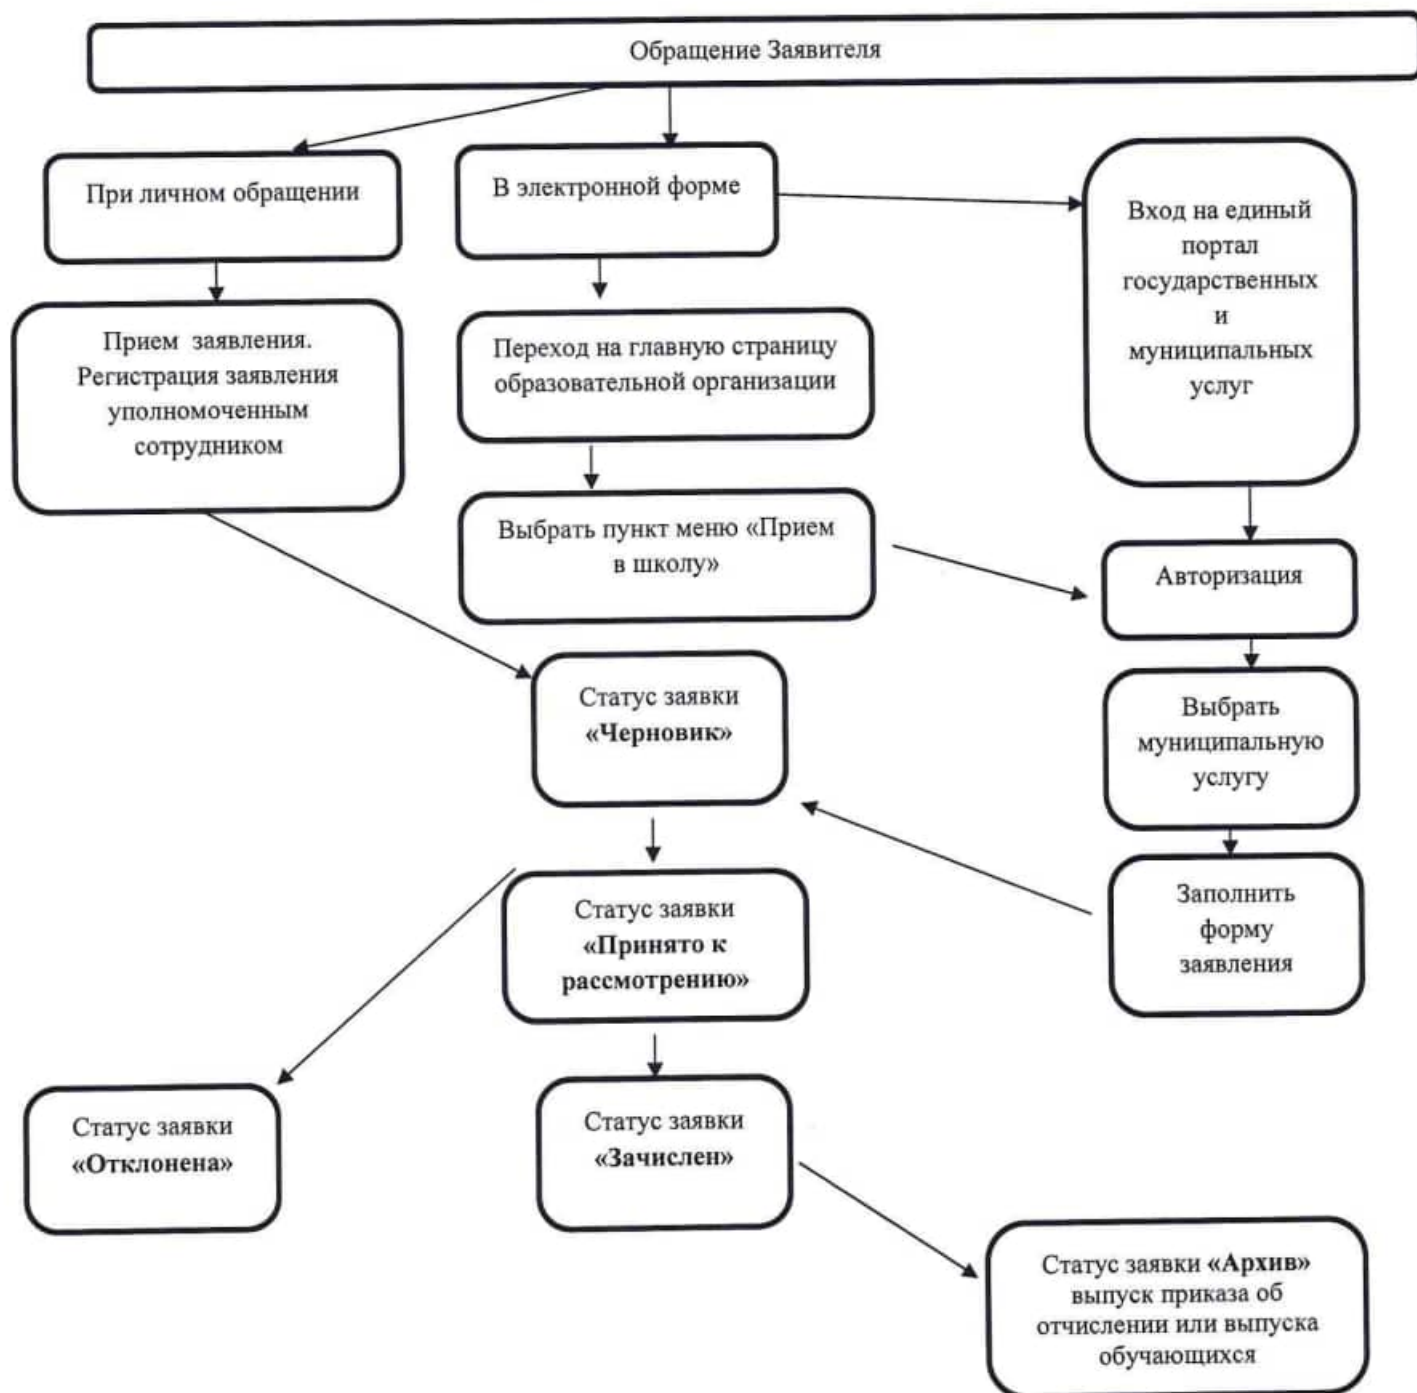 Обращение Заявителя
При личном обращении
В электронной форме
Вход на единый
портал
государственных
и
муниципальных
услуг
Прием заявления.
Регистрация заявления
уполномоченным
сотрудником
Переход на главную страницу
образовательной организации
Выбрать пункт меню «Прием
в школу»
Авторизация
Статус заявки
«Черновик»
Выбрать
муниципальную
услугу
Статус заявки
«Принято к
рассмотрению»
Заполнить
форму
заявления
Статус заявки
«Отклонена»
Статус заявки
«Зачислен»
Статус заявки «Архив»
выпуск приказа об
отчислении или выпуска
обучающихся